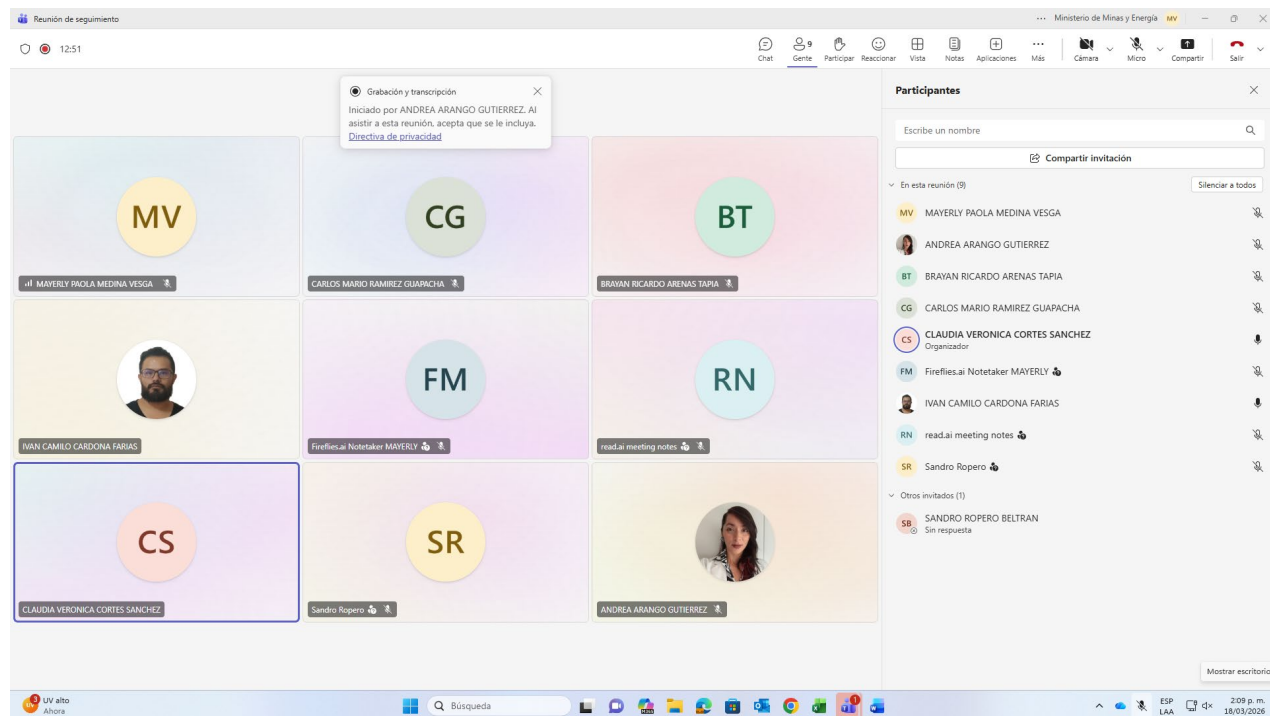 Reunión de seguimiento
Ministerio de Minas y Energía
MV
12:51
Chat
9
Gente
Participar
Reaccionar
Vista
Notas
Aplicaciones
Más
Cámara
Micro
Compartir
Salir
Grabación y transcripción
Iniciado por ANDREA ARANGO GUTIERREZ. Al
asistir a esta reunión, acepta que se le incluya.
Directiva de privacidad
MV
MAYERLY PAOLA MEDINA VESGA
CG
CARLOS MARIO RAMIREZ GUAPACHA
BT
BRAYAN RICARDO ARENAS TAPIA
IVAN CAMILO CARDONA FARIAS
FM
Fireflies.ai Notetaker MAYERLY
RN
read.ai meeting notes
CS
CLAUDIA VERONICA CORTES SANCHEZ
SR
Sandro Ropero
ANDREA ARANGO GUTIERREZ
Participantes
Escribe un nombre
Compartir invitación
En esta reunión (9)
Silenciar a todos
MV MAYERLY PAOLA MEDINA VESGA
ANDREA ARANGO GUTIERREZ
BT BRAYAN RICARDO ARENAS TAPIA
CG CARLOS MARIO RAMIREZ GUAPACHA
CS CLAUDIA VERONICA CORTES SANCHEZ
Organizador
FM Fireflies.ai Notetaker MAYERLY
IVAN CAMILO CARDONA FARIAS
RN read.ai meeting notes
SR Sandro Ropero
Otros invitados (1)
SB SANDRO ROPERO BELTRAN
Sin respuesta
Mostrar escritorio
3
UV alto
Ahora
Búsqueda
1
ESP
LAA
2:09 p. m.
18/03/2026